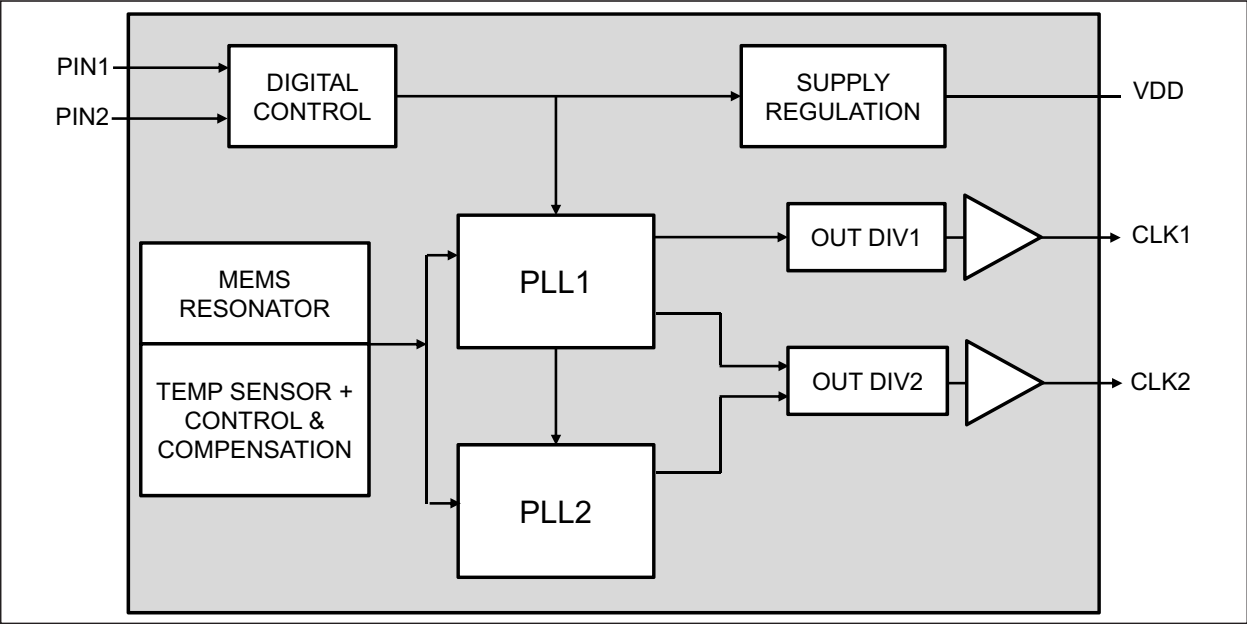 PIN1
PIN2
DIGITAL
CONTROL
SUPPLY
REGULATION
VDD
MEMS
RESONATOR
TEMP SENSOR +
CONTROL &
COMPENSATION
PLL1
PLL2
OUT DIV1
CLK1
OUT DIV2
CLK2